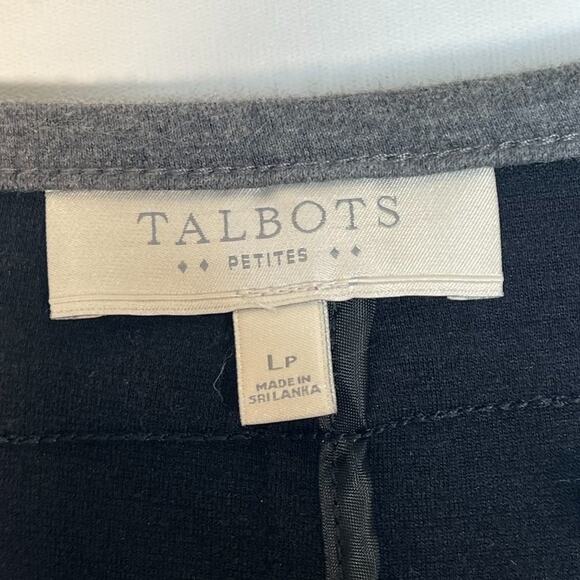 TALBOTS
PETITES
LP
MADE IN
SRI LANKA